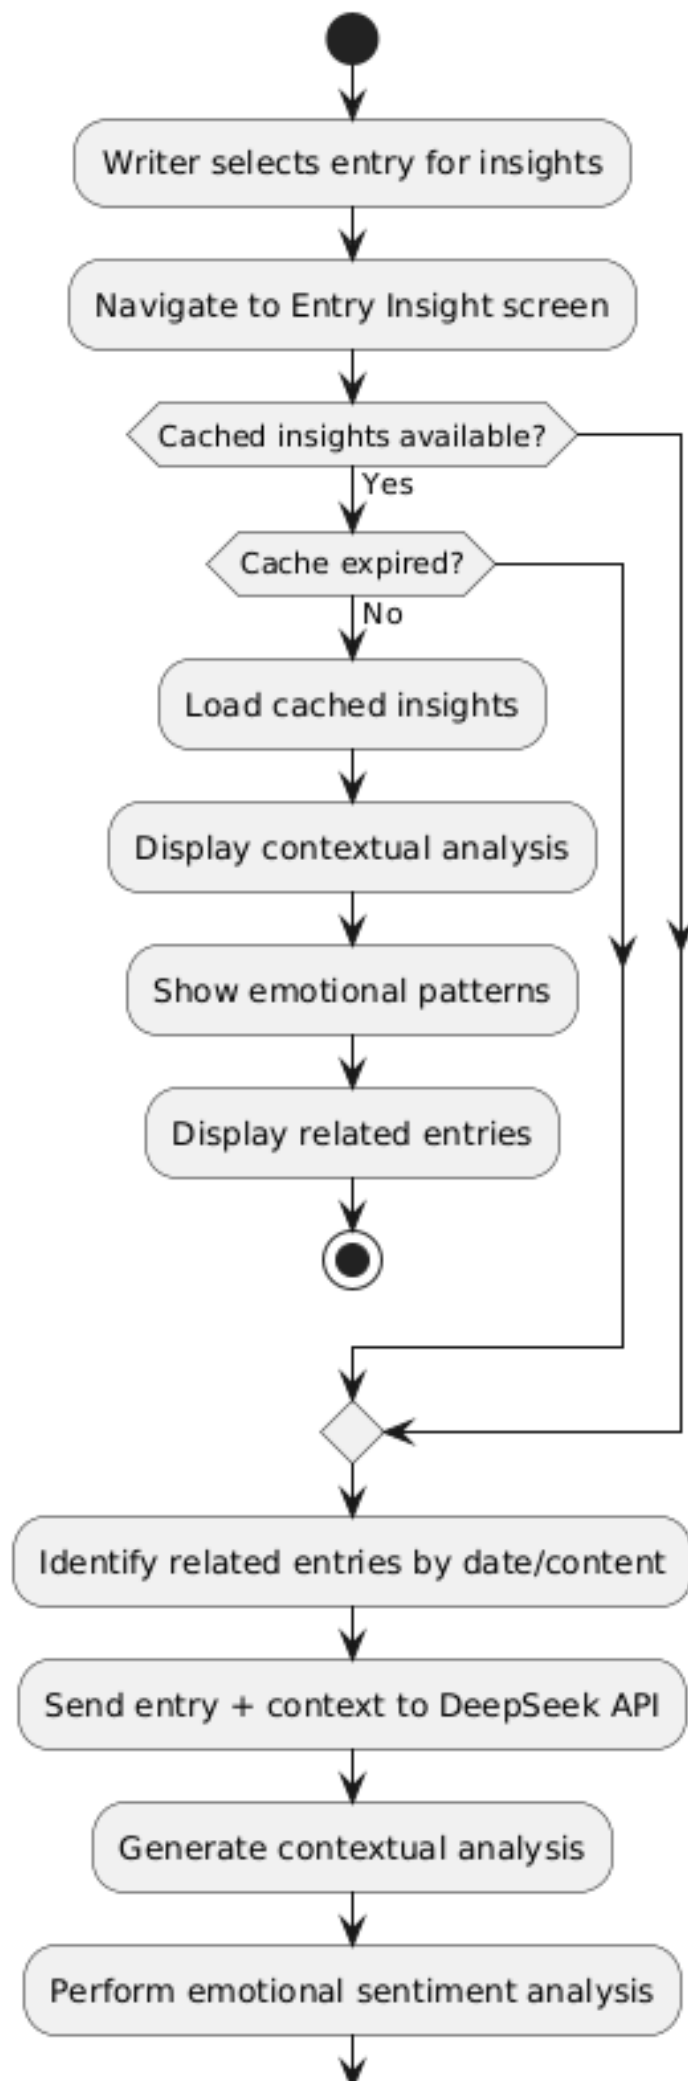 Writer selects entry for insights
Navigate to Entry Insight screen
Cached insights available?
Yes
Cache expired?
No
Load cached insights
Display contextual analysis
Show emotional patterns
Display related entries
Identify related entries by date/content
Send entry + context to DeepSeek API
Generate contextual analysis
Perform emotional sentiment analysis